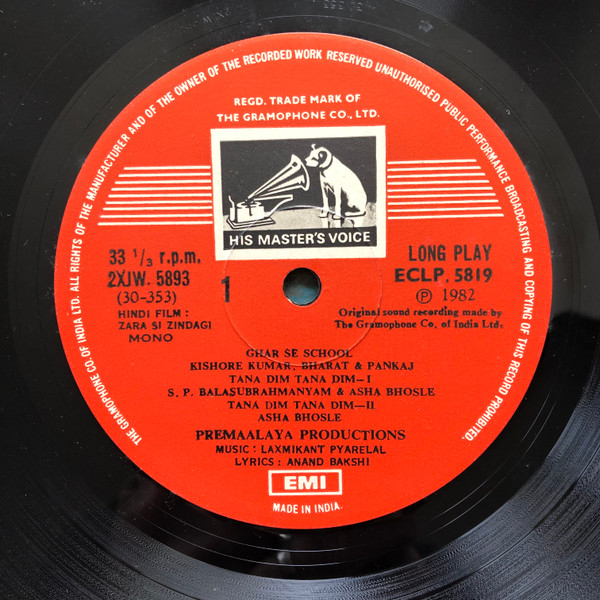 THE GRAMOPHONE CO. OF INDIA LTD. ALL RIGHTS OF THE MANUFACTURER AND OF THE OWNER OF THE RECORDED WORK RESERVED UNAUTHORISED PUBLIC PERFORMANCE BROADCASTING AND COPYING OF THIS RECORD PROHIBITED.
REGD. TRADE MARK OF
THE GRAMOPHONE CO., LTD.
HIS MASTER'S VOICE
33 1/3 r.p.m.
2XJW. 5893
(30-353)
HINDI FILM :
ZARA SI ZINDAGI
MONO
1
LONG PLAY
ECLP. 5819
℗ 1982
Original sound recording made by
The Gramophone Co. of India Ltd.
GHAR SE SCHOOL
KISHORE KUMAR, BHARAT & PANKAJ
TANA DIM TANA DIM—I
S. P. BALASUBRAHMANYAM & ASHA BHOSLE
TANA DIM TANA DIM—II
ASHA BHOSLE
PREMAALAYA PRODUCTIONS
MUSIC : LAXMIKANT PYARELAL
LYRICS : ANAND BAKSHI
EMI
MADE IN INDIA.